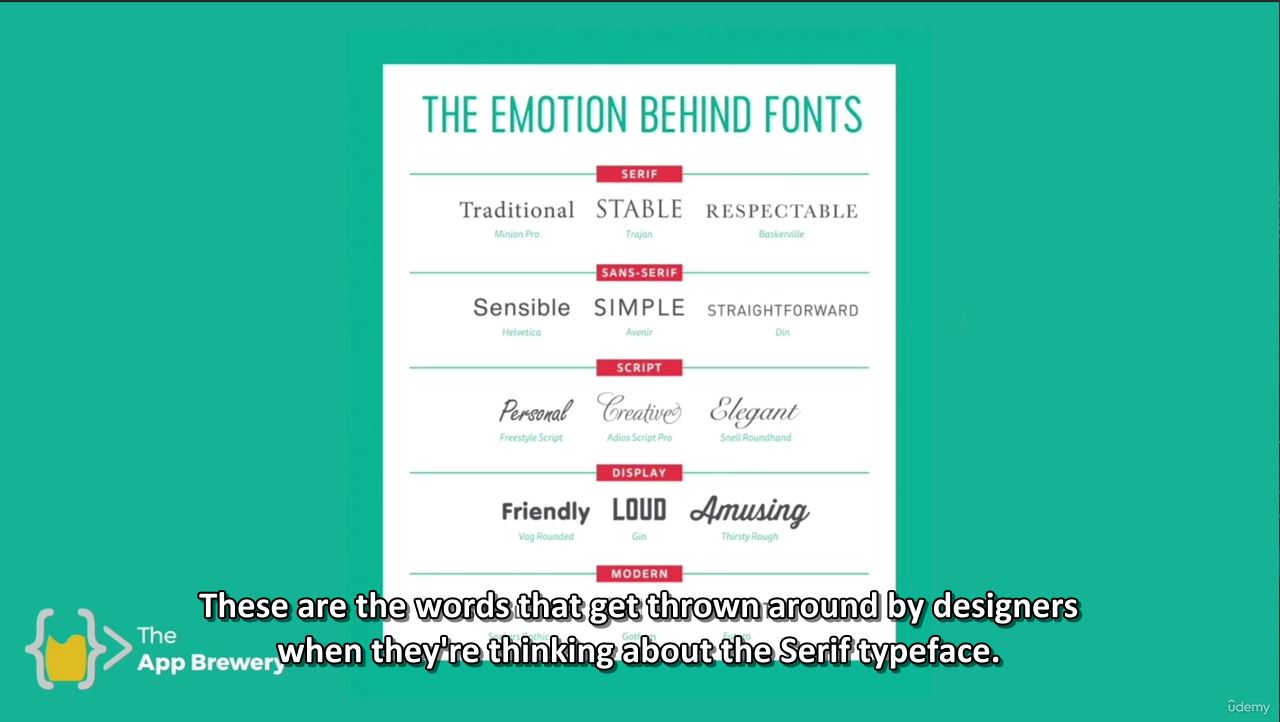 THE EMOTION BEHIND FONTS
SERIF
Traditional STABLE RESPECTABLE
Minion Pro Trajan Baskerville
SANS-SERIF
Sensible SIMPLE STRAIGHTFORWARD
Helvetica Avenir Din
SCRIPT
Personal Creative Elegant
Freestyle Script Adios Script Pro Snell Roundhand
DISPLAY
Friendly LOUD Amusing
Vag Rounded Gin Thirsty Rough
MODERN
These are the words that get thrown around by designers
when they're thinking about the Serif typeface.
The
App Brewery
ûdemy